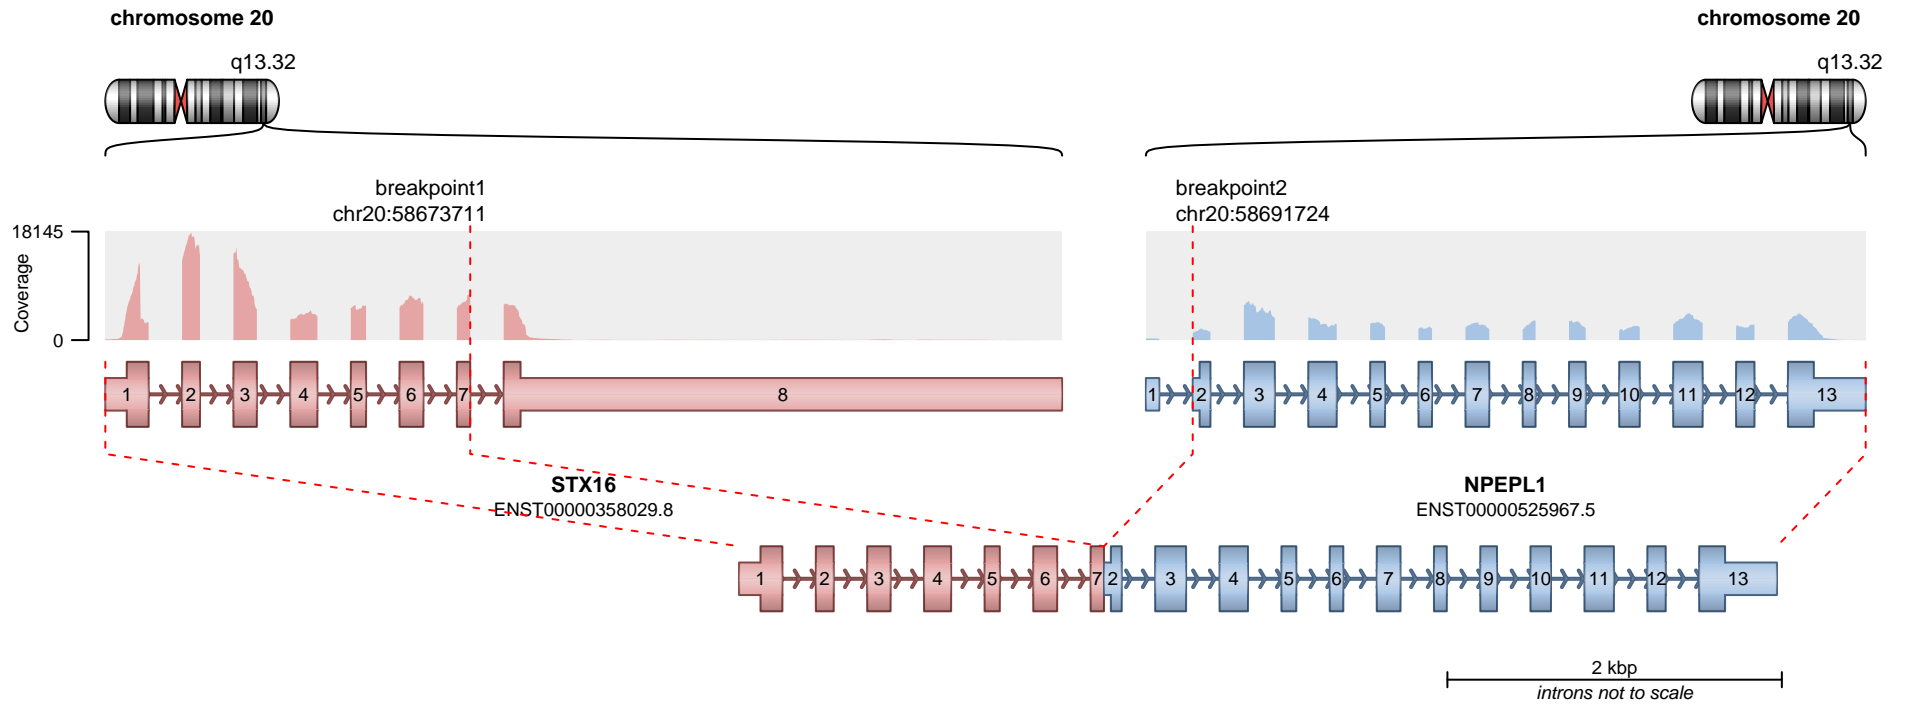 chromosome 20
chromosome 20
q13.32
q13.32
breakpoint1
chr20:58673711
breakpoint2
chr20:58691724
18145
Coverage
0
1 2 3 4 5 6 7 8
1 2 3 4 5 6 7 8 9 10 11 12 13
STX16
ENST00000358029.8
NPEPL1
ENST00000525967.5
1 2 3 4 5 6 7 2 3 4 5 6 7 8 9 10 11 12 13
2 kbp
introns not to scale